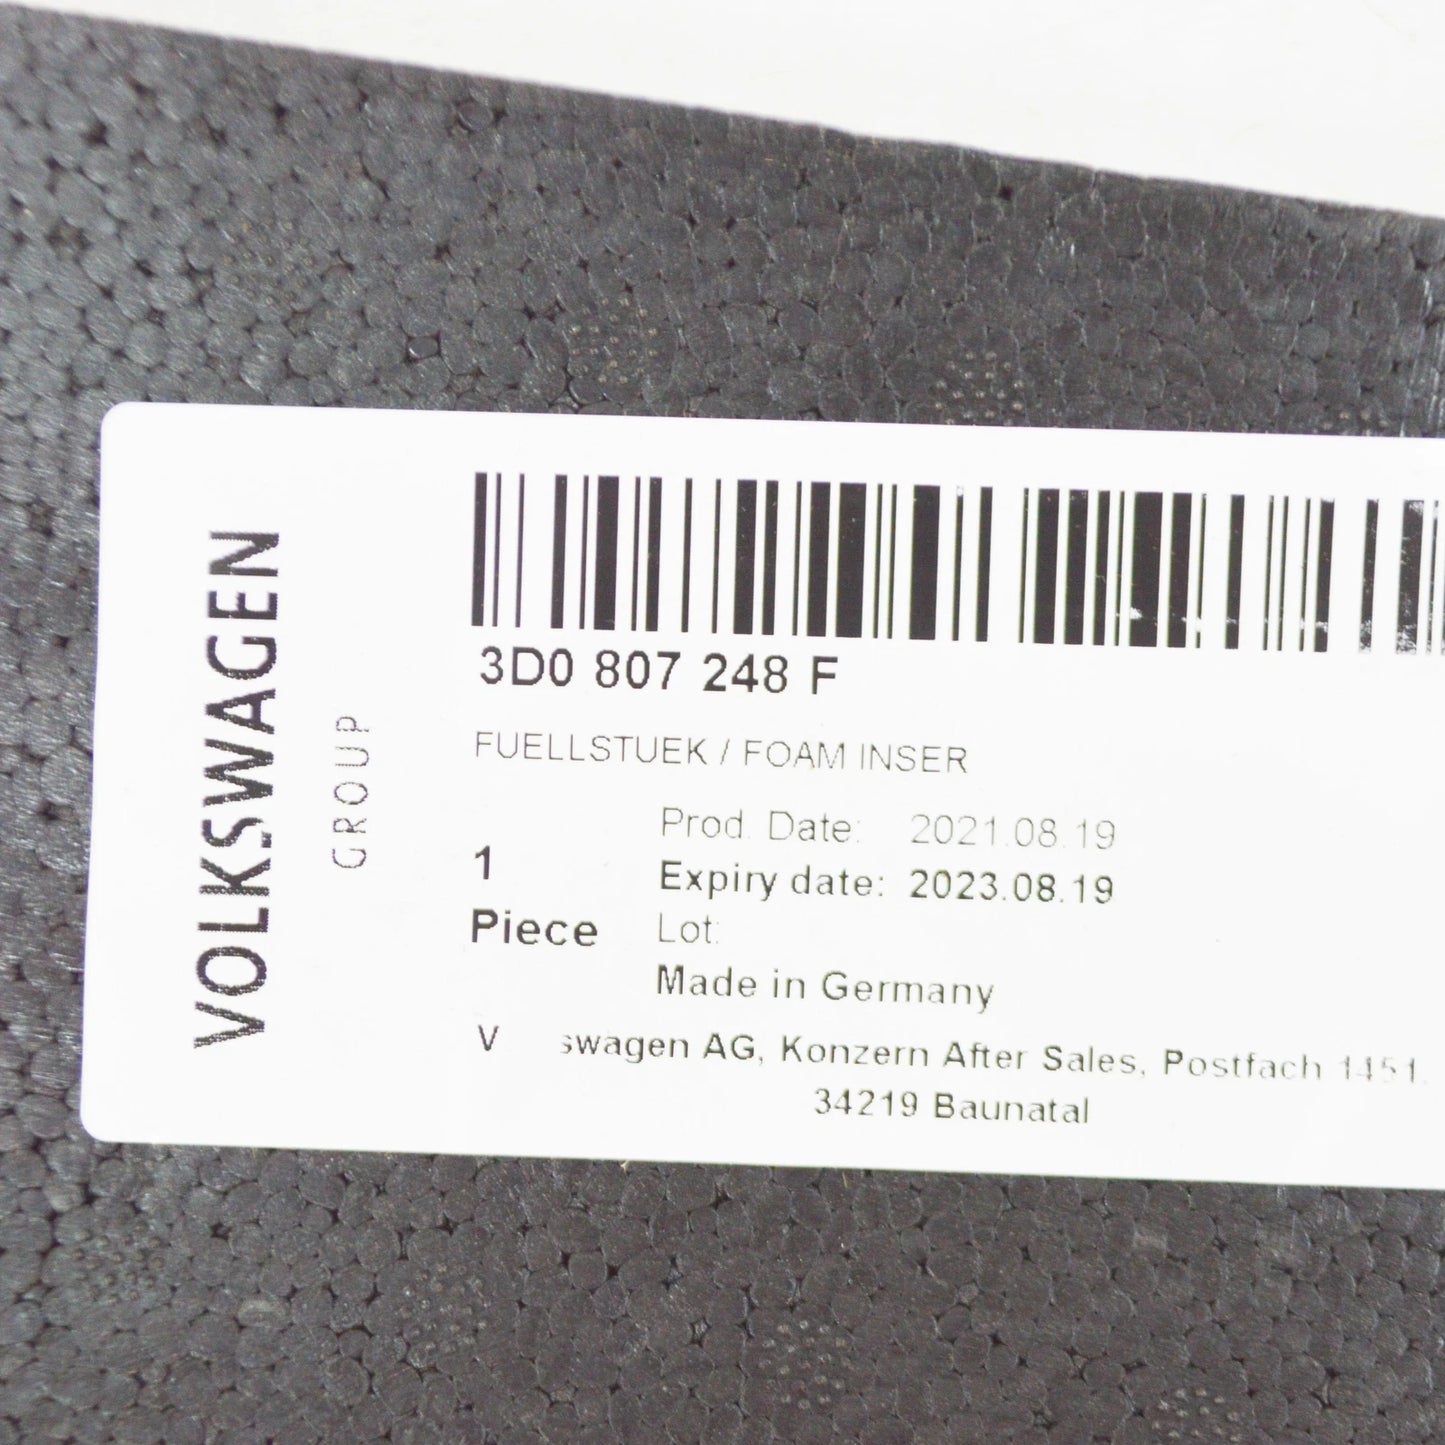 VOLKSWAGEN
GROUP
3D0 807 248 F
FUELLSTUEK / FOAM INSER
Prod. Date: 2021.08.19
1
Expiry date: 2023.08.19
Piece
Lot:
Made in Germany
V swagen AG, Konzern After Sales, Postfach 1451.
34219 Baunatal